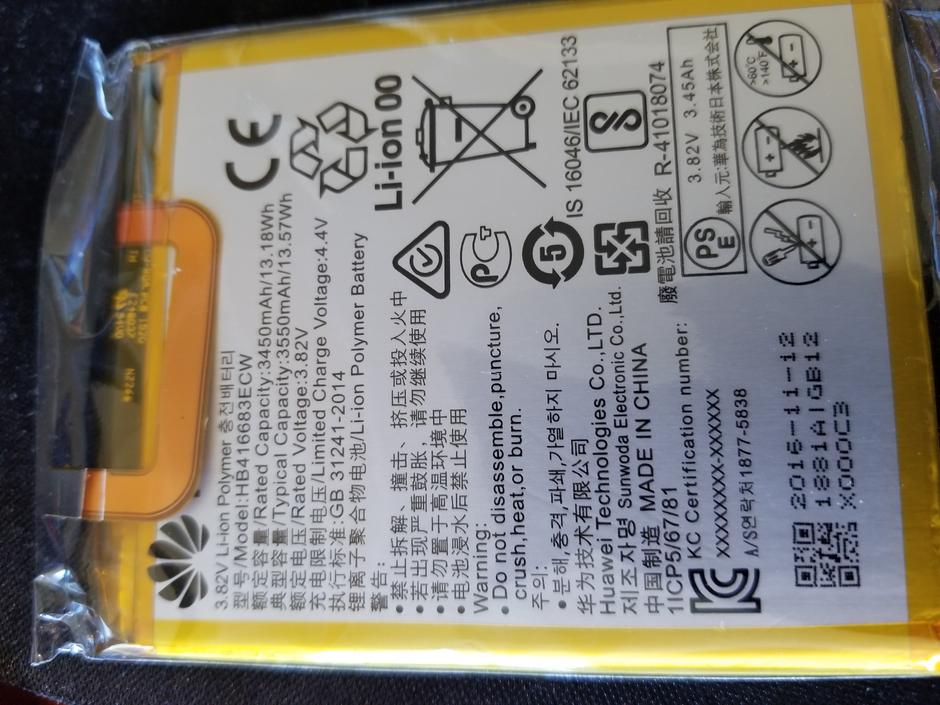 3.82V Li-ion Polymer 충전배터리
型号/Model:HB416683ECW
额定容量/Rated Capacity:3450mAh/13.18Wh
典型容量/Typical Capacity:3550mAh/13.57Wh
额定电压/Rated Voltage:3.82V
充电限制电压/Limited Charge Voltage:4.4V
执行标准:GB 31241-2014
锂离子聚合物电池/Li-ion Polymer Battery
警告:
•禁止拆解、撞击、挤压或投入火中
•若出现严重鼓胀,请勿继续使用
•请勿置于高温环境中
•电池浸水后禁止使用
Warning:
• Do not disassemble,puncture,
crush,heat,or burn.
주의:
•분해,충격,파쇄,가열하지 마시오.
华为技术有限公司
Huawei Technologies Co.,LTD.
제조자명 Sunwoda Electronic Co.,Ltd.
中国制造 MADE IN CHINA
1ICP5/67/81
KC Certification number:
XXXXXXXX-XXXXXXX
A/S연락처)1877-5838
CE
Li-ion 00
PC
5
IS 16046/IEC 62133
R-41018074
廢電池請回收
PSE
3.82V 3.45Ah
輸入元:華為技術日本株式会社
>60℃
>140℉
2016-11-12
1881AIGB12
X000C3